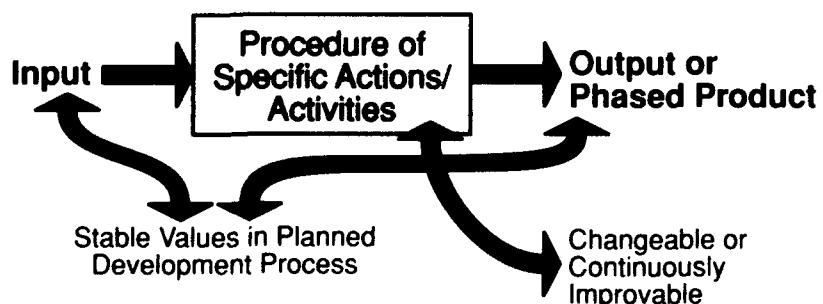 Input
Procedure of
Specific Actions/
Activities
Output or
Phased Product
Stable Values in Planned
Development Process
Changeable or
Continuously
Improvable